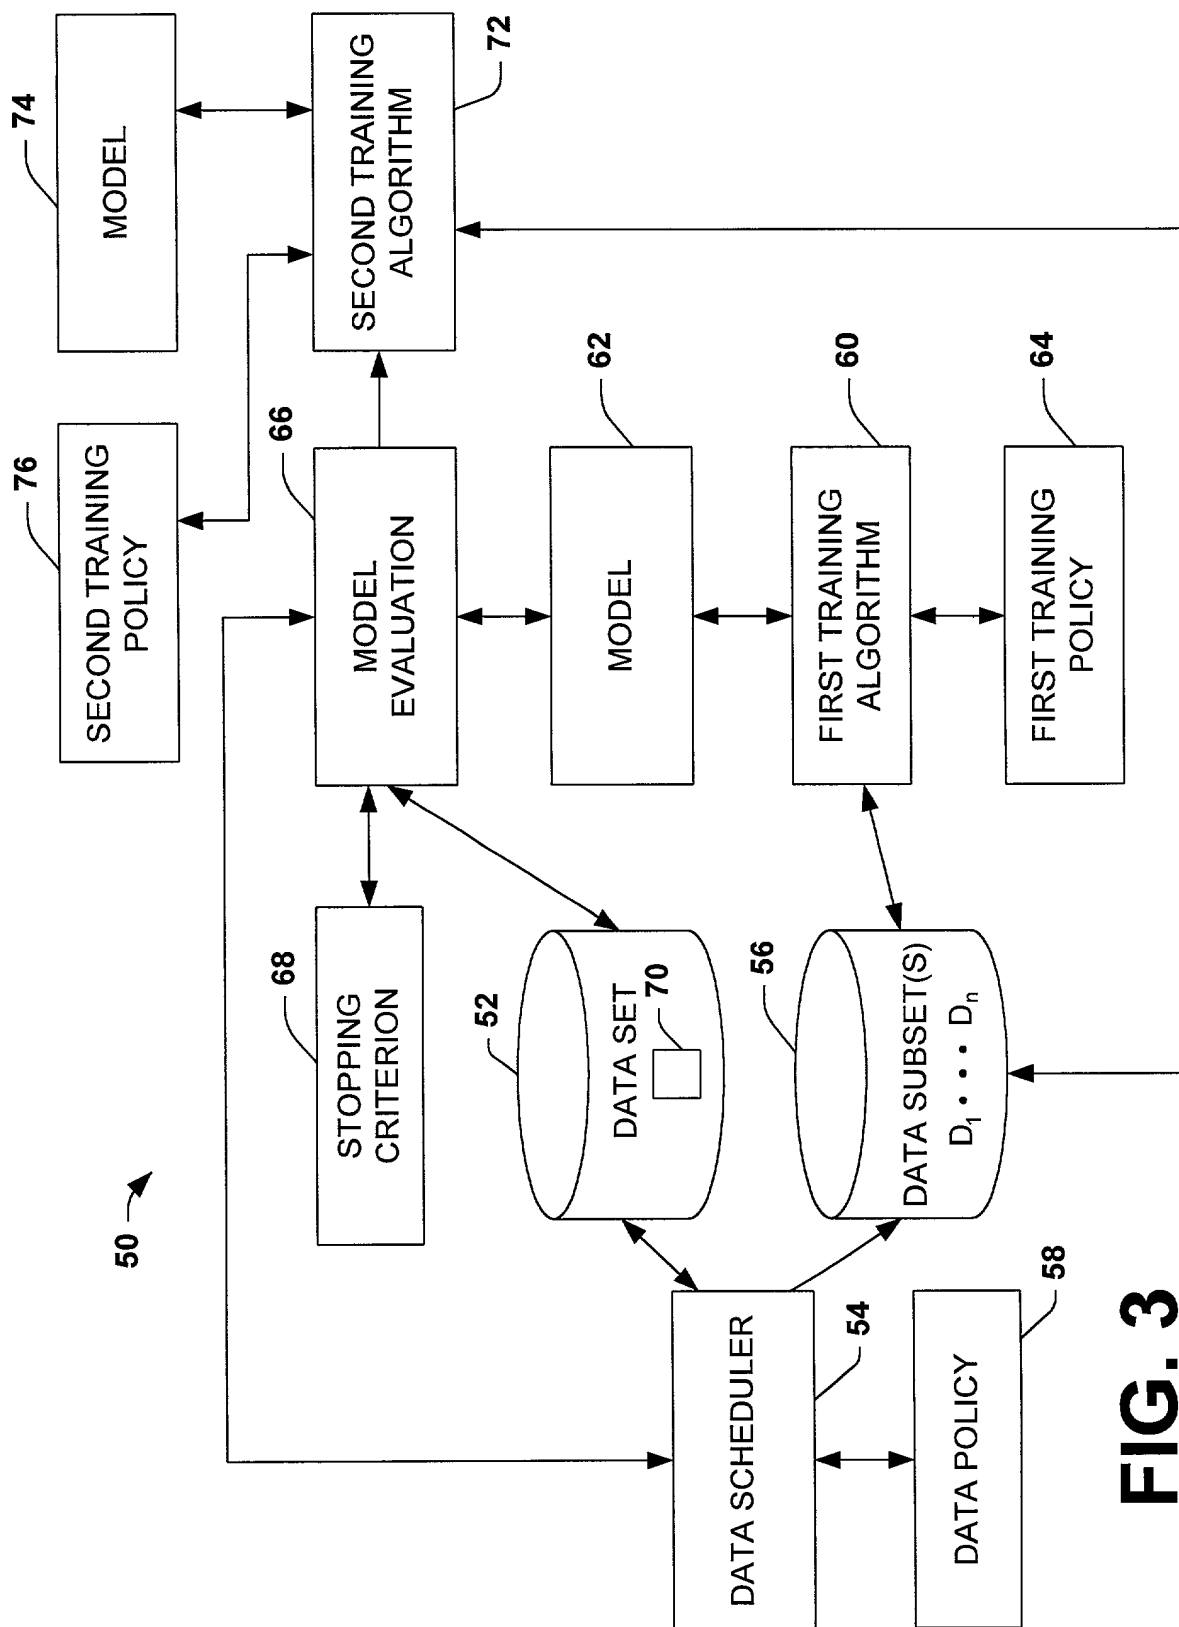 50
68
STOPPING
CRITERION
66
MODEL
EVALUATION
76
SECOND TRAINING
POLICY
74
MODEL
72
SECOND TRAINING
ALGORITHM
52
DATA SET
70
62
MODEL
DATA SCHEDULER
54
56
DATA SUBSET(S)
D₁ • • • • Dₙ
60
FIRST TRAINING
ALGORITHM
58
DATA POLICY
64
FIRST TRAINING
POLICY
FIG. 3